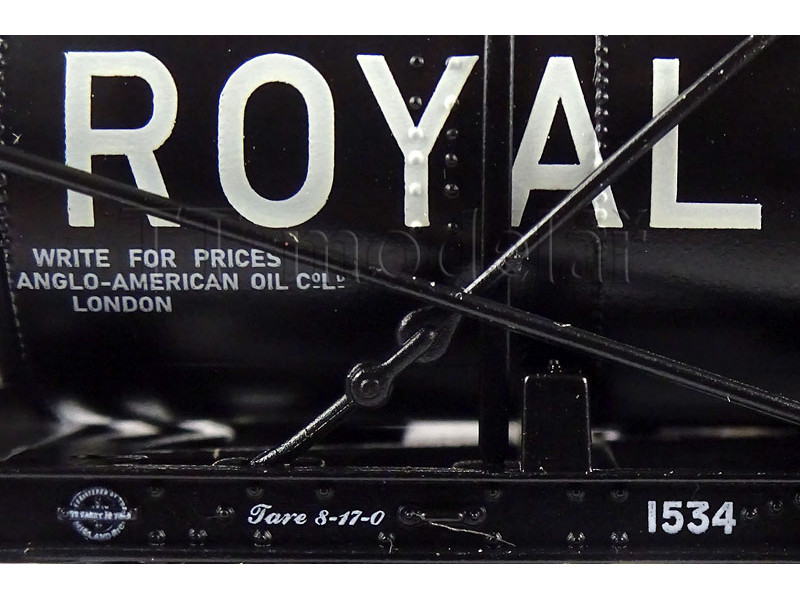 ROYAL
WRITE FOR PRICES
ANGLO-AMERICAN OIL CoLD
LONDON
Tare 8-17-0
1534